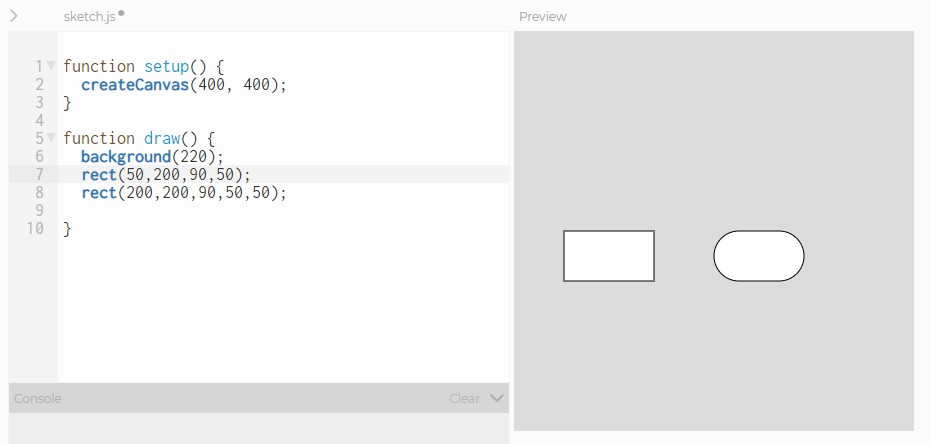 sketch.js
Preview
1 function setup() {
2 createCanvas(400, 400);
3 }
4
5 function draw() {
6 background(220);
7 rect(50,200,90,50);
8 rect(200,200,90,50,50);
9
10 }
Console
Clear